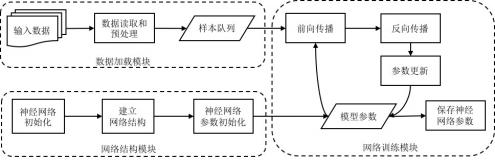 输入数据
数据读取和
预处理
样本队列
数据加载模块
神经网络
初始化
建立
网络结构
神经网络
参数初始化
网络结构模块
前向传播
反向传播
参数更新
模型参数
保存神经
网络参数
网络训练模块